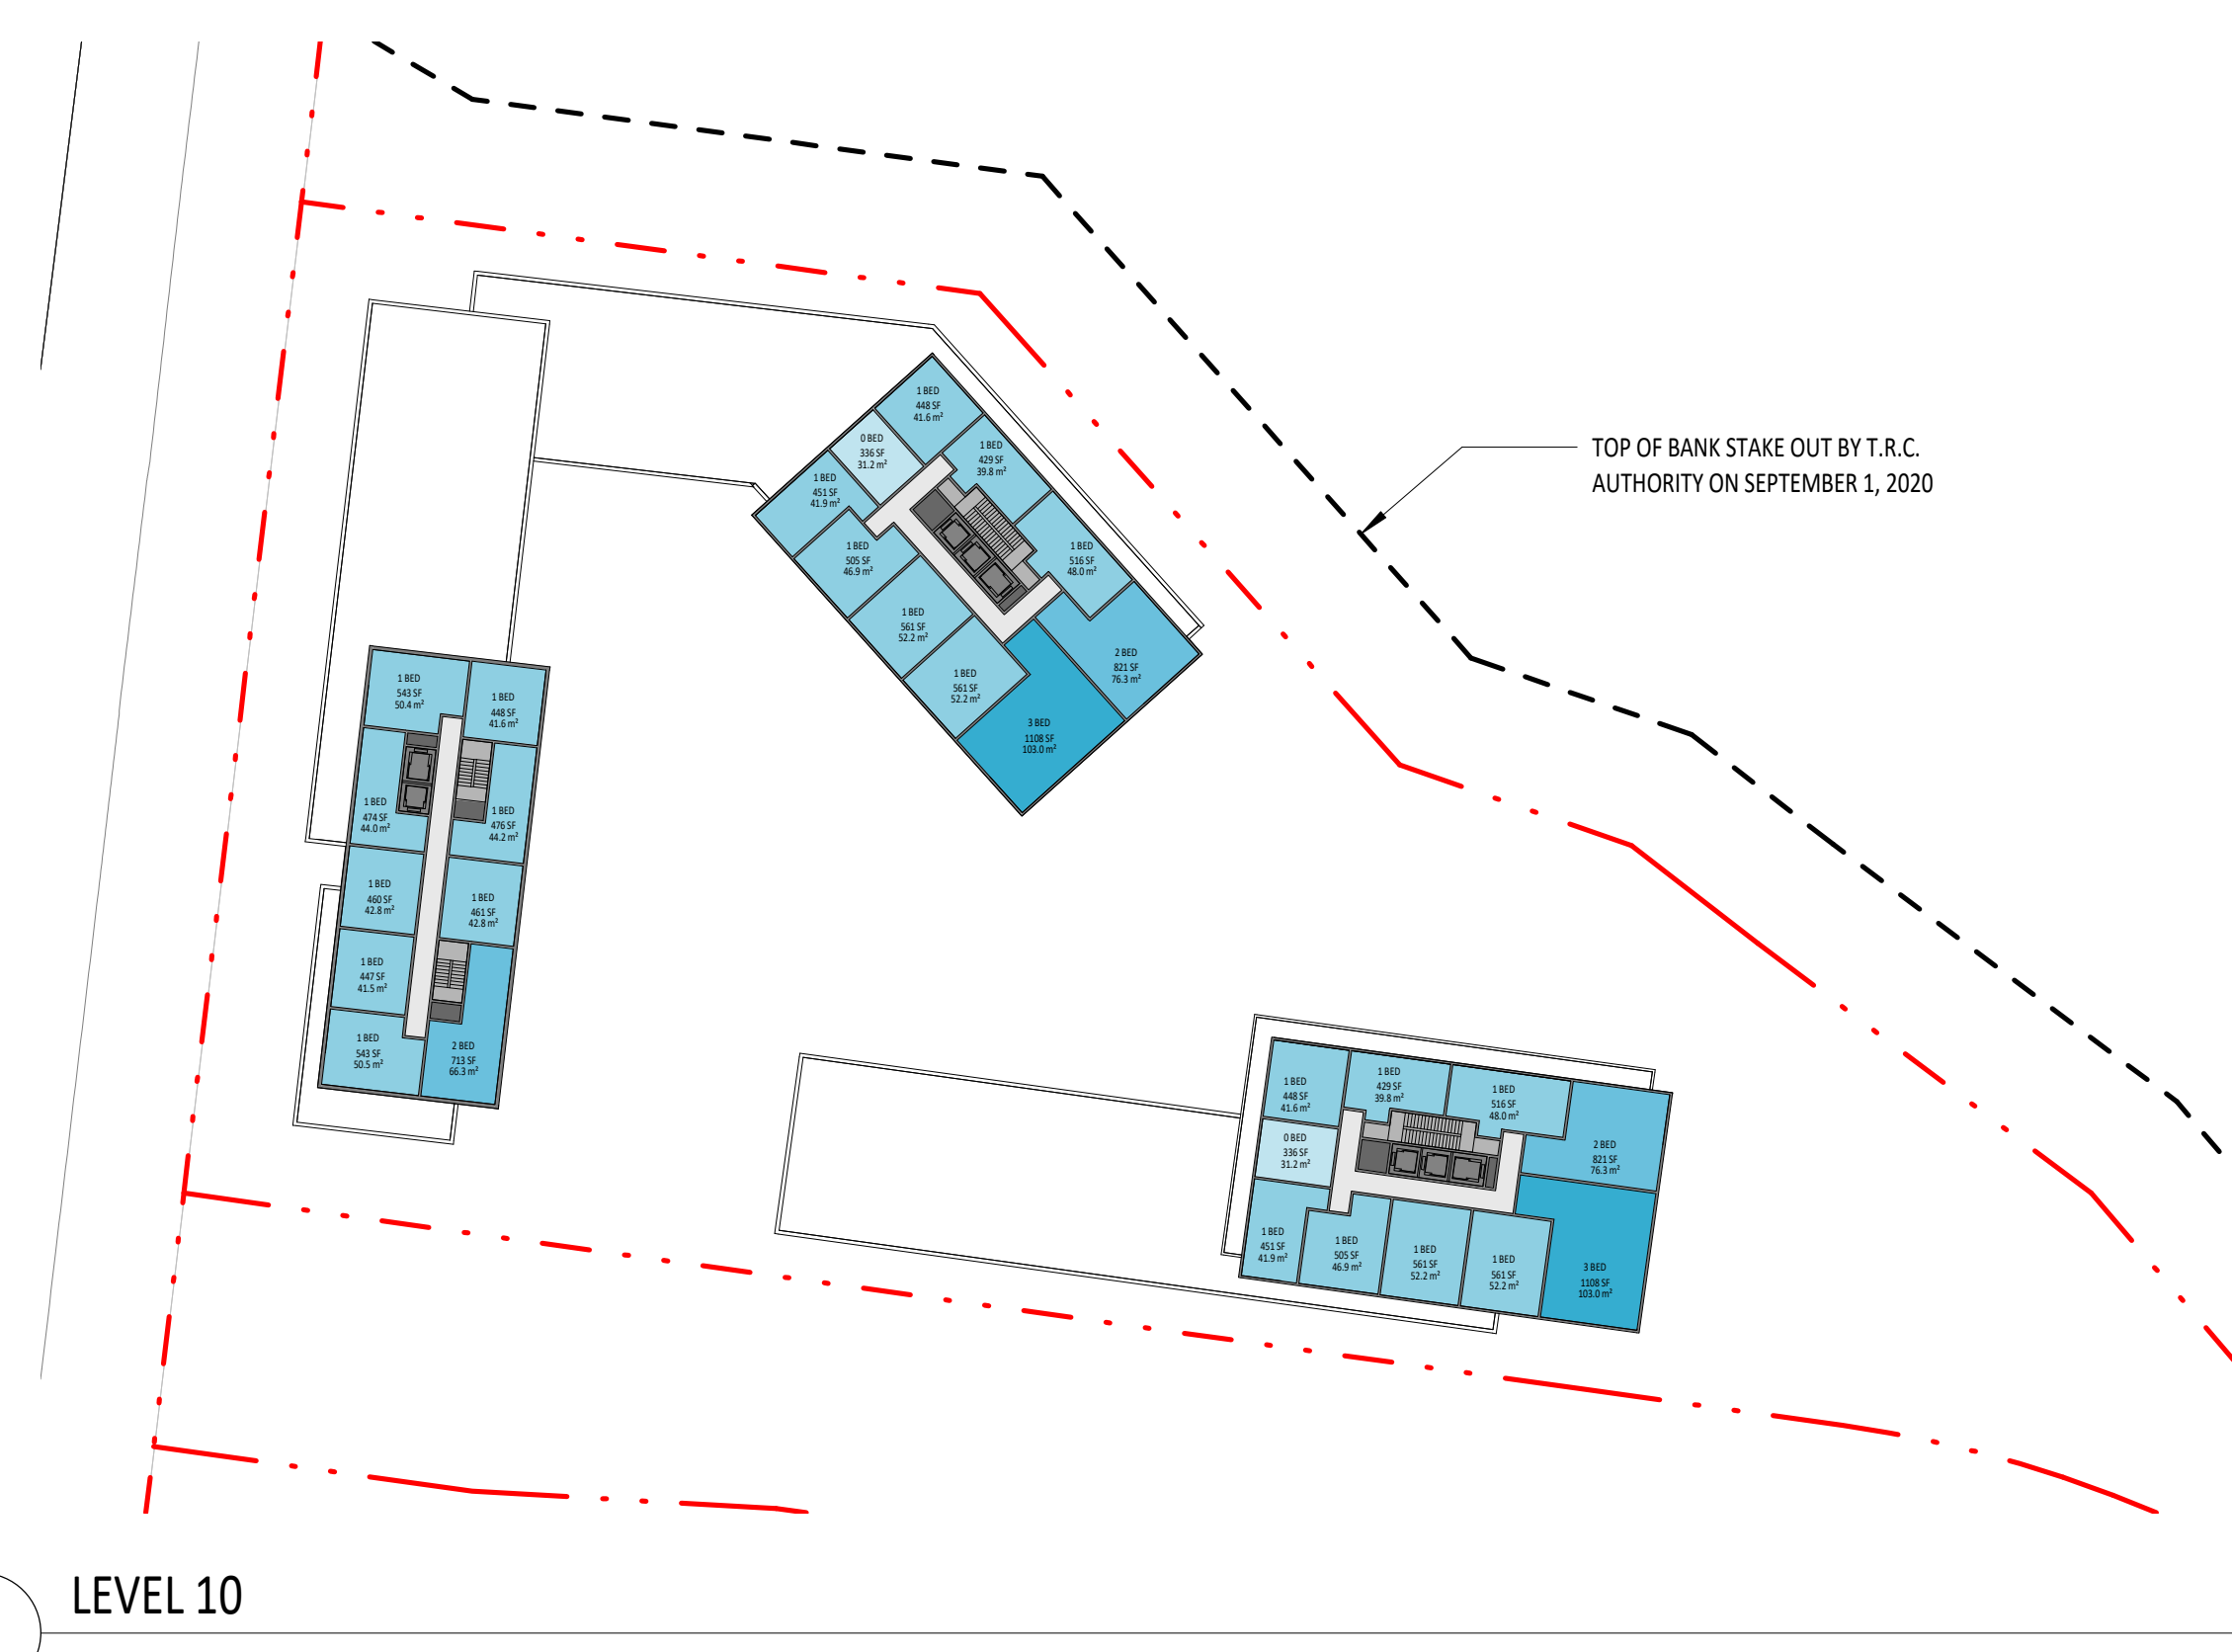 1 BED
448 SF
41.6 m²
0 BED
336 SF
31.2 m²
1 BED
429 SF
39.8 m²
1 BED
451 SF
41.9 m²
1 BED
505 SF
46.9 m²
1 BED
516 SF
48.0 m²
1 BED
561 SF
52.2 m²
1 BED
561 SF
52.2 m²
2 BED
821 SF
76.3 m²
3 BED
1108 SF
103.0 m²
TOP OF BANK STAKE OUT BY T.R.C.
AUTHORITY ON SEPTEMBER 1, 2020
1 BED
543 SF
50.4 m²
1 BED
448 SF
41.6 m²
1 BED
474 SF
44.0 m²
1 BED
476 SF
44.2 m²
1 BED
460 SF
42.8 m²
1 BED
461 SF
42.8 m²
1 BED
447 SF
41.5 m²
1 BED
543 SF
50.5 m²
2 BED
713 SF
66.3 m²
1 BED
448 SF
41.6 m²
1 BED
429 SF
39.8 m²
1 BED
516 SF
48.0 m²
0 BED
336 SF
31.2 m²
2 BED
821 SF
76.3 m²
1 BED
451 SF
41.9 m²
1 BED
505 SF
46.9 m²
1 BED
561 SF
52.2 m²
1 BED
561 SF
52.2 m²
3 BED
1108 SF
103.0 m²
LEVEL 10